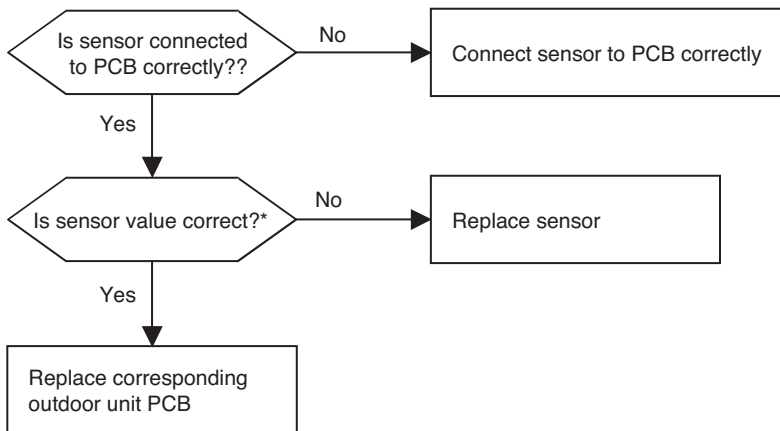 Is sensor connected
to PCB correctly??
No
Connect sensor to PCB correctly
Yes
Is sensor value correct?*
No
Replace sensor
Yes
Replace corresponding
outdoor unit PCB